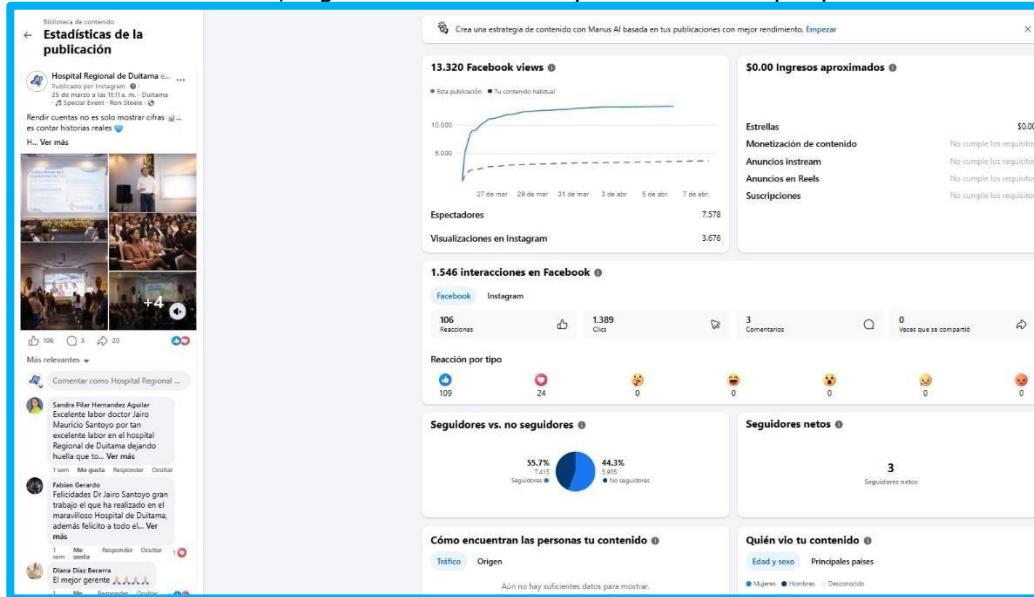 Biblioteca de contenido
← Estadísticas de la
publicación
Hospital Regional de Duitama e... ...
Publicado por Instagram
25 de marzo a las 11:11 a. m. · Duitama
· Special Event - Ron Steele ·
Rendir cuentas no es solo mostrar cifras
es contar historias reales
H... Ver más
+4
106 3 20
Más relevantes
Comentar como Hospital Regional ...
Sandra Pilar Hernandez Aguilar
Excelente labor doctor Jairo
Mauricio Santoyo por tan
excelente labor en el hospital
Regional de Duitama dejando
huella que to... Ver más
1 sem Me gusta Responder Ocultar
Fabian Gerardo
Felicidades Dr Jairo Santoyo gran
trabajo el que ha realizado en el
maravilloso Hospital de Duitama,
además felicito a todo el... Ver
más
1 sem Me gusta Responder Ocultar 1
Diana Díaz Becerra
El mejor gerente 🙏🙏🙏🙏
1 Me Responder Ocultar
Crea una estrategia de contenido con Manus AI basada en tus publicaciones con mejor rendimiento. Empezar
13.320 Facebook views
Esta publicación Tu contenido habitual
10.000
5.000
27 de mar 29 de mar 31 de mar 3 de abr 5 de abr 7 de abr
Espectadores 7.578
Visualizaciones en Instagram 3.676
$0.00 Ingresos aproximados
Estrellas $0.00
Monetización de contenido No cumple los requisitos
Anuncios instream No cumple los requisitos
Anuncios en Reels No cumple los requisitos
Suscripciones No cumple los requisitos
1.546 interacciones en Facebook
Facebook Instagram
106 1.389 3 0
Reacciones Clics Comentarios Veces que se compartió
Reacción por tipo
109 24 0 0 0 0 0
Seguidores vs. no seguidores
55.7% 44.3%
7.415 5.905
Seguidores No seguidores
Seguidores netos
3
Seguidores netos
Cómo encuentran las personas tu contenido
Tráfico Origen
Aún no hay suficientes datos para mostrar.
Quién vio tu contenido
Edad y sexo Principales países
Mujeres Hombres Desconocido